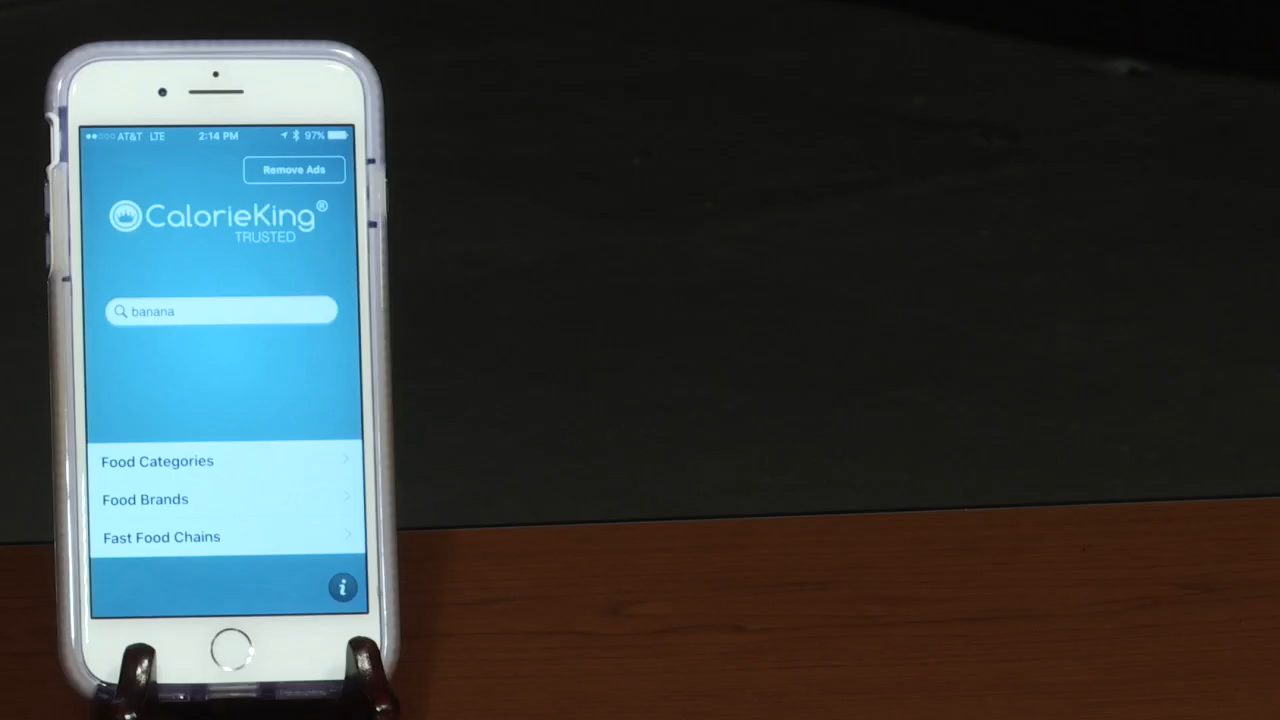 AT&T LTE 2:14 PM 97%
Remove Ads
CalorieKing®
TRUSTED
banana
Food Categories
Food Brands
Fast Food Chains
i